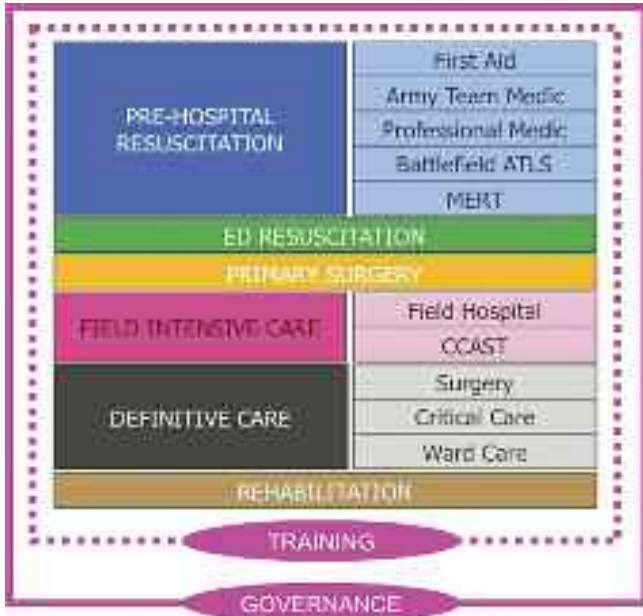 PRE-HOSPITAL
RESUSCITATION
First Aid
Army Team Medic
Professional Medic
Battlefield ATLS
MERT
ED RESUSCITATION
PRIMARY SURGERY
FIELD INTENSIVE CARE
Field Hospital
CCAST
DEFINITIVE CARE
Surgery
Critical Care
Ward Care
REHABILITATION
TRAINING
GOVERNANCE